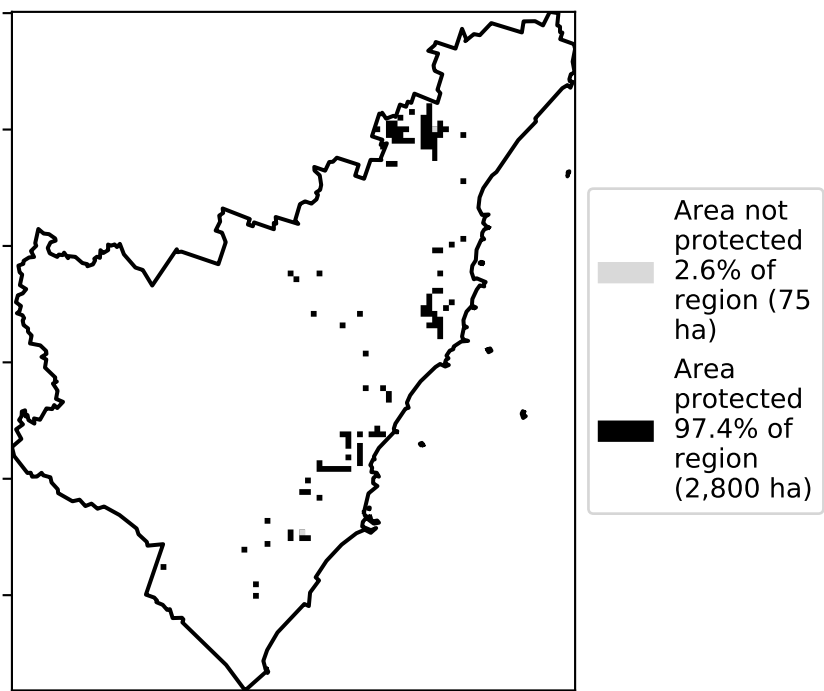 Area not
protected
2.6% of
region (75
ha)
Area
protected
97.4% of
region
(2,800 ha)